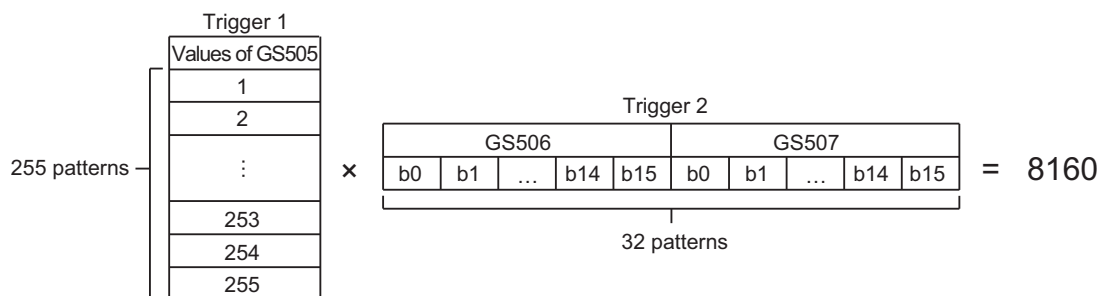 Trigger 1
Values of GS505
1
2
⋮
253
254
255
255 patterns
×
Trigger 2
GS506 GS507
b0 b1 … b14 b15 b0 b1 … b14 b15
32 patterns
= 8160